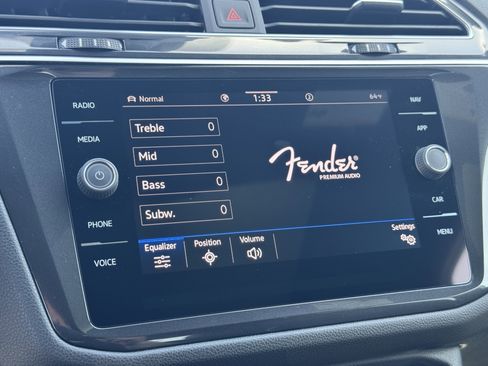 RADIO
MEDIA
PHONE
VOICE
Normal
1:33
64°F
Treble 0
Mid 0
Bass 0
Subw. 0
Fender
PREMIUM AUDIO
Equalizer
Position
Volume
Settings
NAV
APP
CAR
MENU